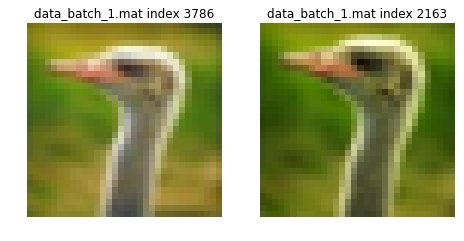 data_batch_1.mat index 3786
data_batch_1.mat index 2163